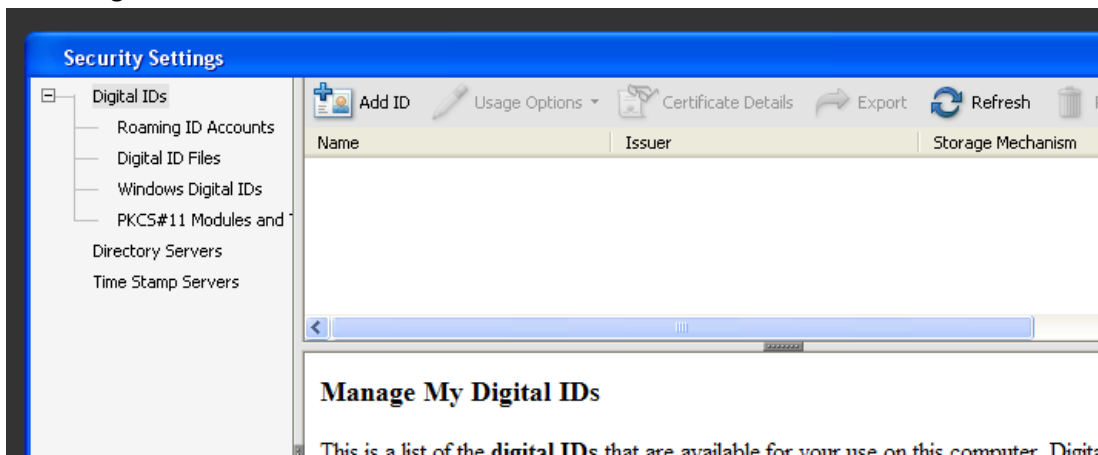 Security Settings
Digital IDs
Roaming ID Accounts
Digital ID Files
Windows Digital IDs
PKCS#11 Modules and
Directory Servers
Time Stamp Servers
Add ID Usage Options Certificate Details Export Refresh
Name Issuer Storage Mechanism
Manage My Digital IDs
This is a list of the digital IDs that are available for your use on this computer. Digita